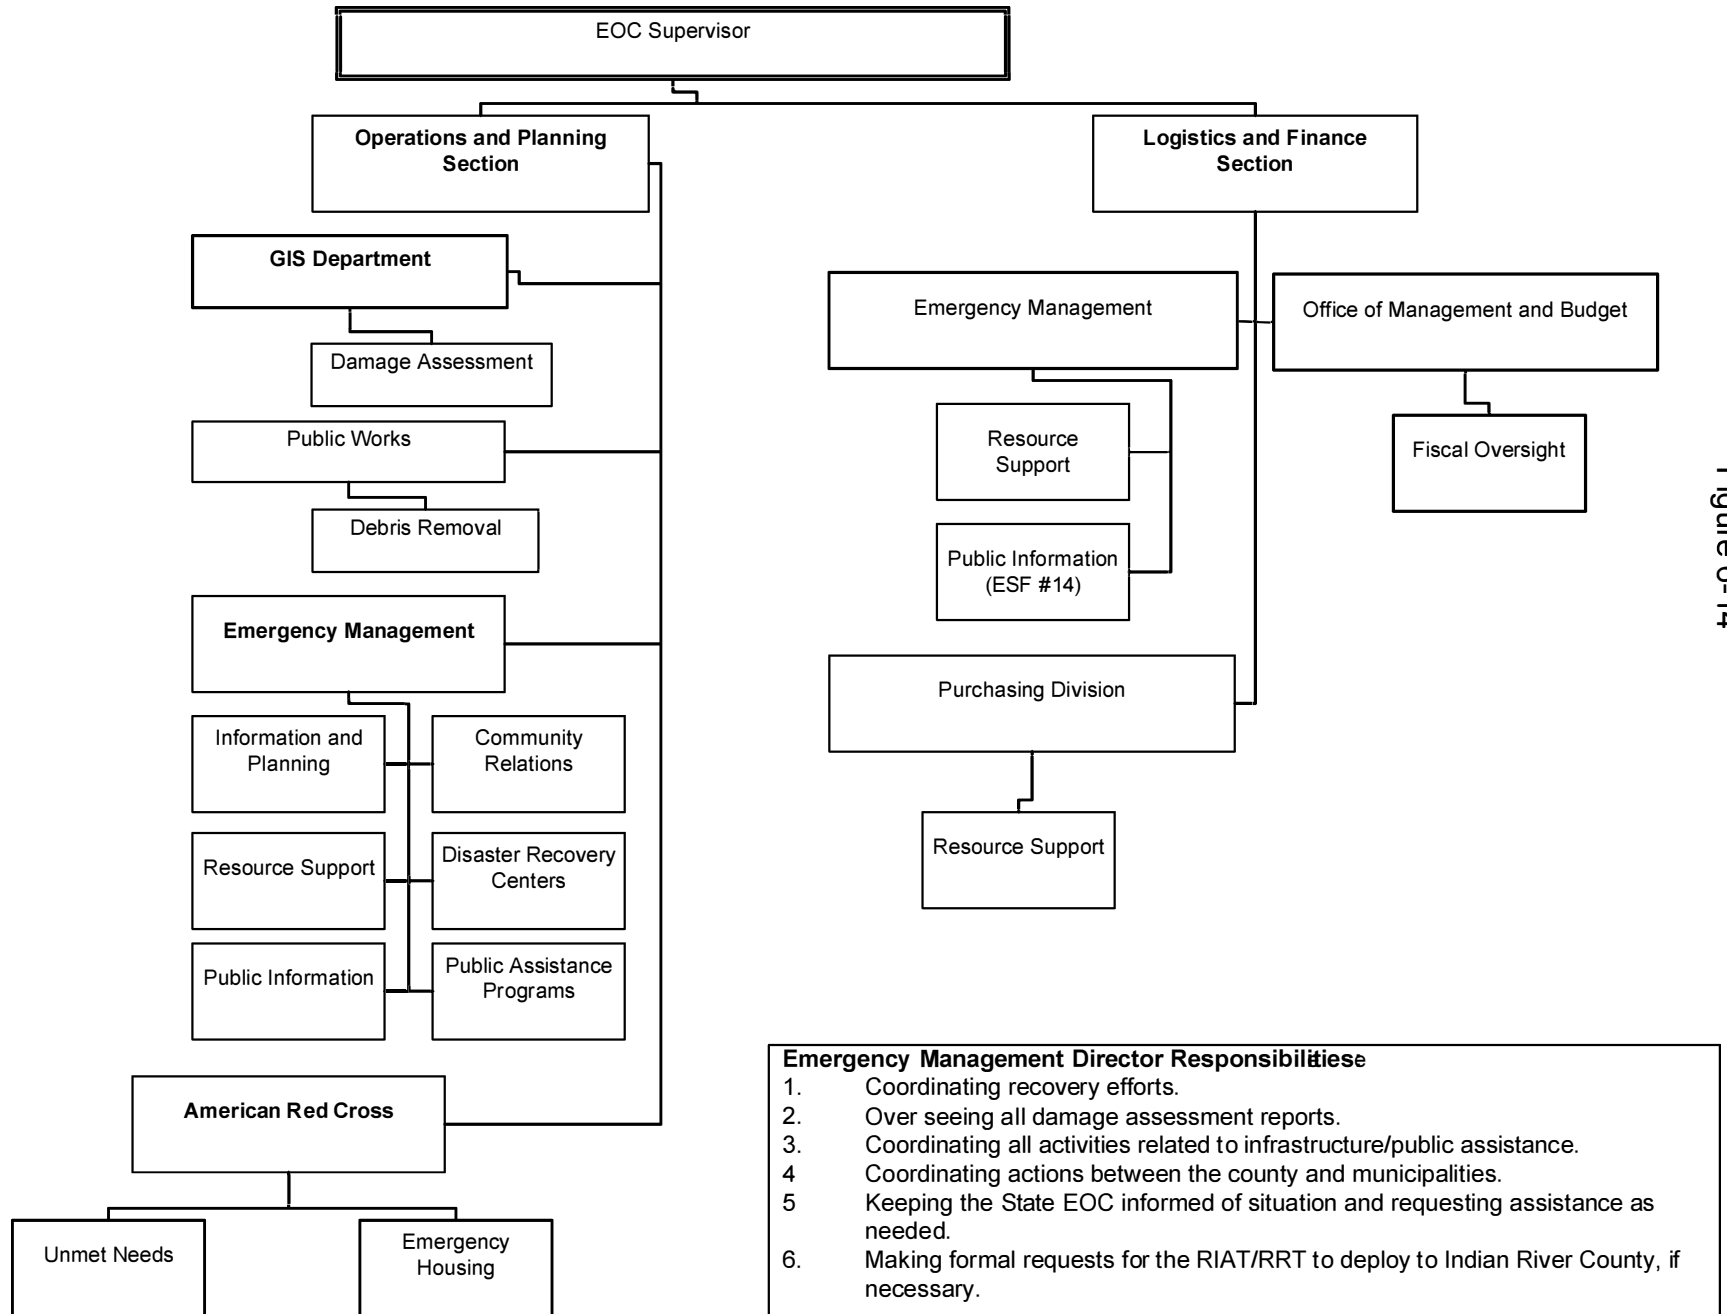 EOC Supervisor
Operations and Planning
Section
Logistics and Finance
Section
GIS Department
Damage Assessment
Public Works
Debris Removal
Emergency Management
Information and
Planning
Community
Relations
Resource Support
Disaster Recovery
Centers
Public Information
Public Assistance
Programs
American Red Cross
Unmet Needs
Emergency
Housing
Emergency Management
Office of Management and Budget
Resource
Support
Fiscal Oversight
Public Information
(ESF #14)
Purchasing Division
Resource Support
Emergency Management Director Responsibilities:
1. Coordinating recovery efforts.
2. Over seeing all damage assessment reports.
3. Coordinating all activities related to infrastructure/public assistance.
4 Coordinating actions between the county and municipalities.
5 Keeping the State EOC informed of situation and requesting assistance as
needed.
6. Making formal requests for the RIAT/RRT to deploy to Indian River County, if
necessary.
Figure